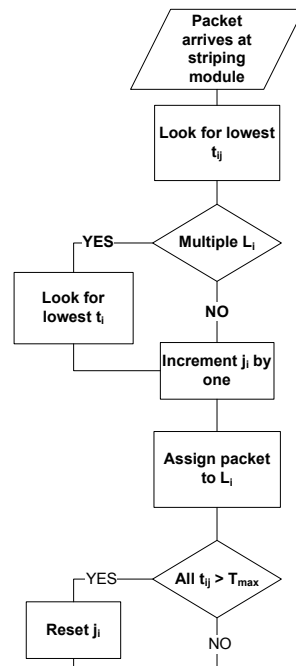 Packet
arrives at
striping
module
Look for lowest
tij
Multiple Li
YES
NO
Look for
lowest ti
Increment ji by
one
Assign packet
to Li
All tij > Tmax
YES
NO
Reset ji